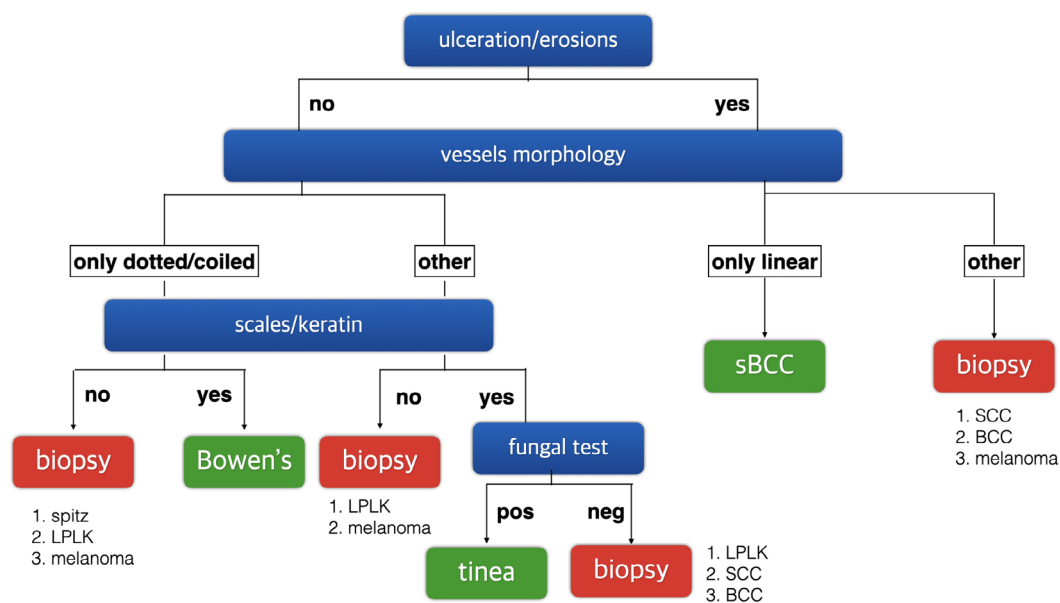 ulceration/erosions
no
yes
vessels morphology
only dotted/coiled
other
only linear
other
scales/keratin
sBCC
biopsy
no
yes
no
yes
1. SCC
2. BCC
3. melanoma
biopsy
Bowen's
biopsy
fungal test
1. spitz
2. LPLK
3. melanoma
1. LPLK
2. melanoma
pos
neg
tinea
biopsy
1. LPLK
2. SCC
3. BCC